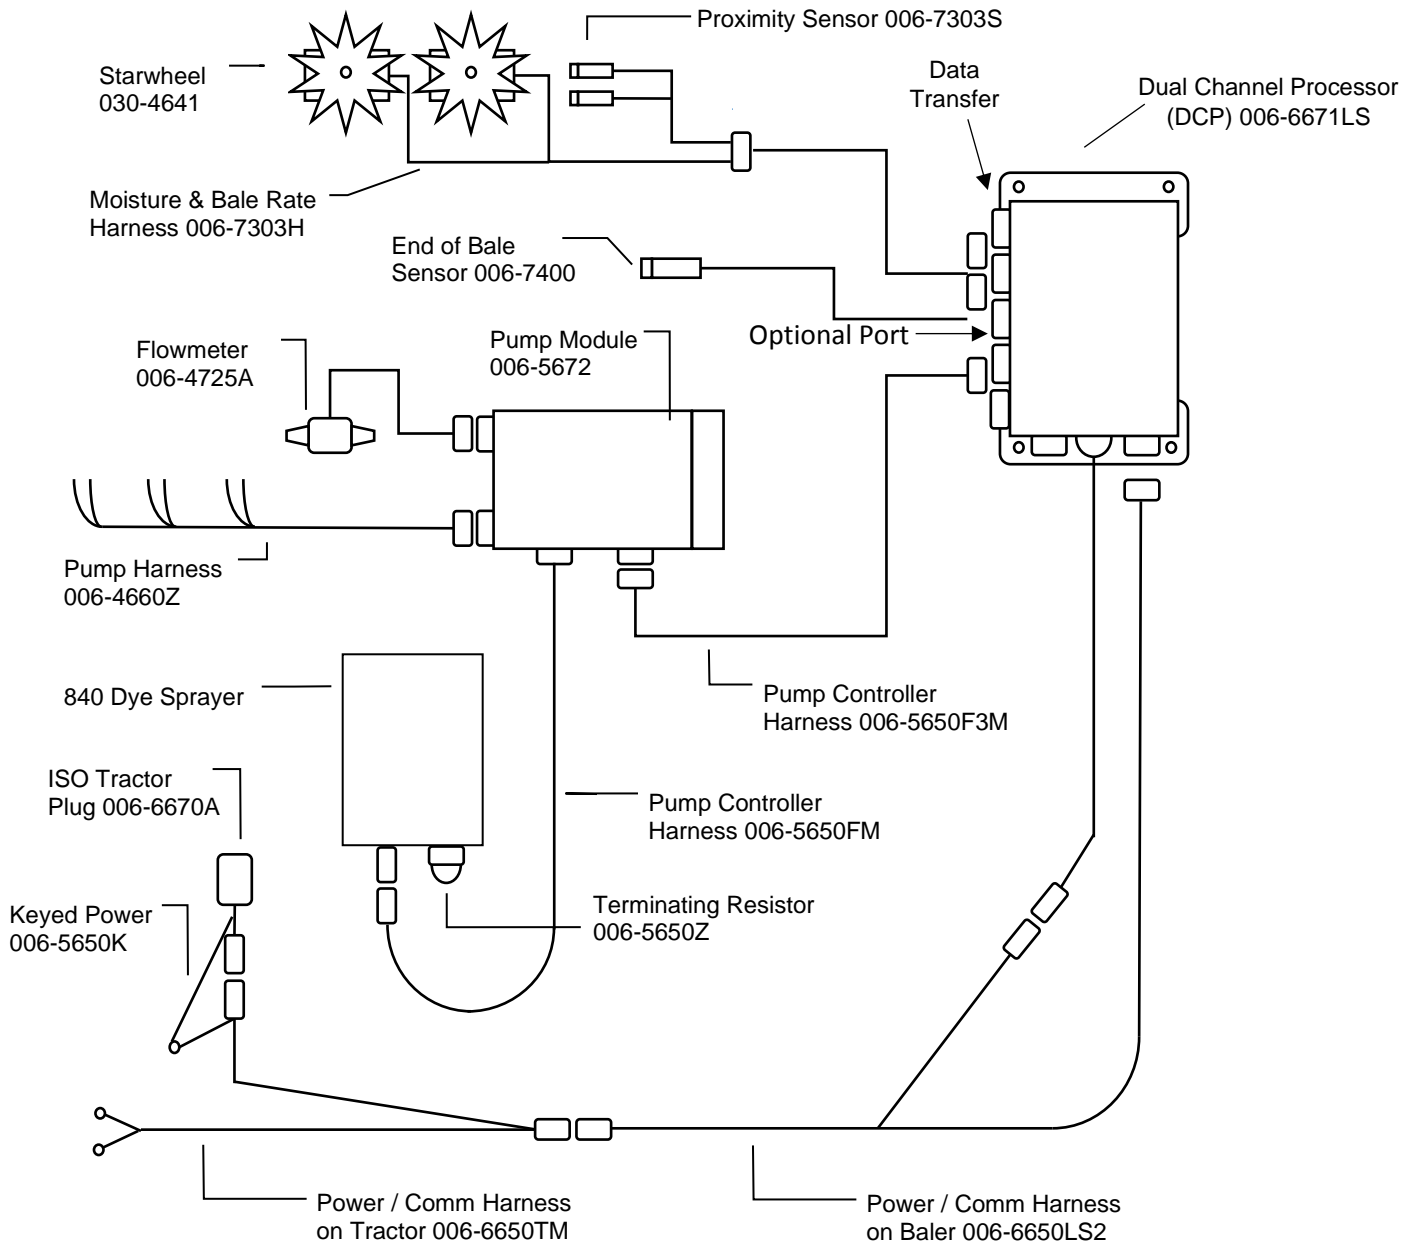 Proximity Sensor 006-7303S
Starwheel
030-4641
Data
Transfer
Dual Channel Processor
(DCP) 006-6671LS
Moisture & Bale Rate
Harness 006-7303H
End of Bale
Sensor 006-7400
Optional Port
Flowmeter
006-4725A
Pump Module
006-5672
Pump Harness
006-4660Z
840 Dye Sprayer
Pump Controller
Harness 006-5650F3M
ISO Tractor
Plug 006-6670A
Pump Controller
Harness 006-5650FM
Keyed Power
006-5650K
Terminating Resistor
006-5650Z
Power / Comm Harness
on Tractor 006-6650TM
Power / Comm Harness
on Baler 006-6650LS2